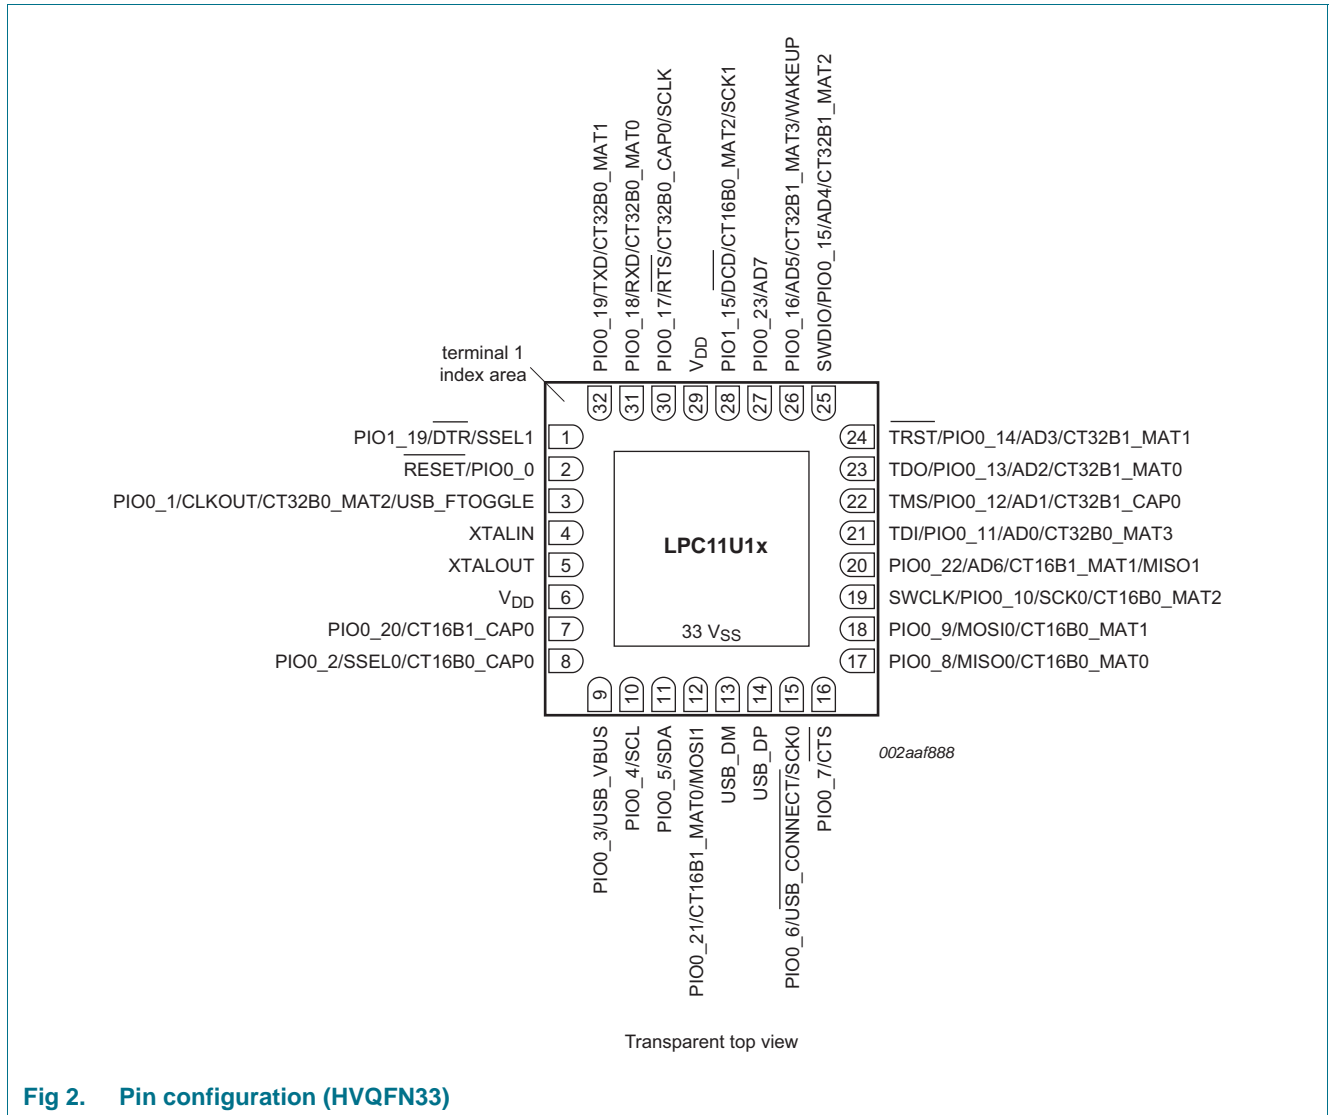 PIO0_19/TXD/CT32B0_MAT1
PIO0_18/RXD/CT32B0_MAT0
PIO0_17/RTS/CT32B0_CAP0/SCLK
VDD
PIO1_15/DCD/CT16B0_MAT2/SCK1
PIO0_23/AD7
PIO0_16/AD5/CT32B1_MAT3/WAKEUP
SWDIO/PIO0_15/AD4/CT32B1_MAT2
terminal 1
index area
32 31 30 29 28 27 26 25
PIO1_19/DTR/SSEL1 1
RESET/PIO0_0 2
PIO0_1/CLKOUT/CT32B0_MAT2/USB_FTOGGLE 3
XTALIN 4
XTALOUT 5
VDD 6
PIO0_20/CT16B1_CAP0 7
PIO0_2/SSEL0/CT16B0_CAP0 8
LPC11U1x
33 VSS
24 TRST/PIO0_14/AD3/CT32B1_MAT1
23 TDO/PIO0_13/AD2/CT32B1_MAT0
22 TMS/PIO0_12/AD1/CT32B1_CAP0
21 TDI/PIO0_11/AD0/CT32B0_MAT3
20 PIO0_22/AD6/CT16B1_MAT1/MISO1
19 SWCLK/PIO0_10/SCK0/CT16B0_MAT2
18 PIO0_9/MOSI0/CT16B0_MAT1
17 PIO0_8/MISO0/CT16B0_MAT0
9 10 11 12 13 14 15 16
PIO0_3/USB_VBUS
PIO0_4/SCL
PIO0_5/SDA
PIO0_21/CT16B1_MAT0/MOSI1
USB_DM
USB_DP
PIO0_6/USB_CONNECT/SCK0
PIO0_7/CTS
002aaf888
Transparent top view
Fig 2. Pin configuration (HVQFN33)